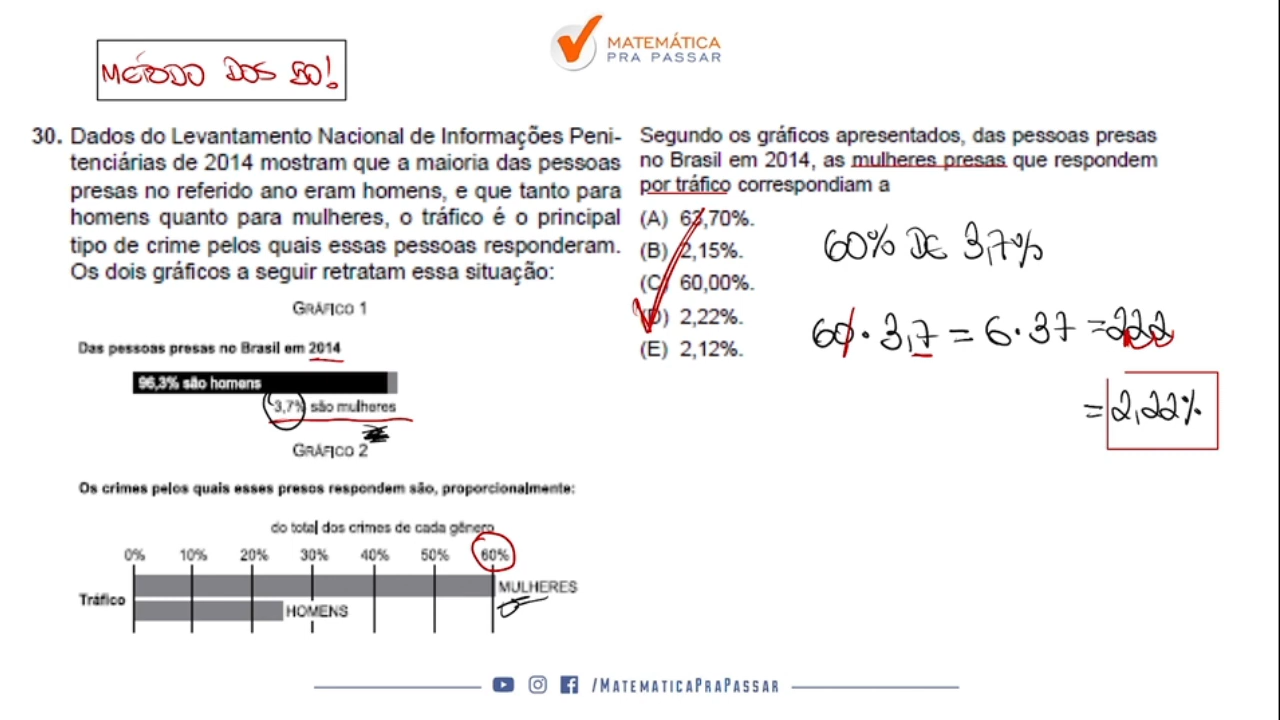 MÉTODO DOS 50!
MATEMÁTICA
PRA PASSAR
30. Dados do Levantamento Nacional de Informações Peni-
tenciárias de 2014 mostram que a maioria das pessoas
presas no referido ano eram homens, e que tanto para
homens quanto para mulheres, o tráfico é o principal
tipo de crime pelos quais essas pessoas responderam.
Os dois gráficos a seguir retratam essa situação:
GRÁFICO 1
Das pessoas presas no Brasil em 2014
96,3% são homens
3,7% são mulheres
GRÁFICO 2
Os crimes pelos quais esses presos respondem são, proporcionalmente:
do total dos crimes de cada gênero
0% 10% 20% 30% 40% 50% 60%
Tráfico
MULHERES
HOMENS
Segundo os gráficos apresentados, das pessoas presas
no Brasil em 2014, as mulheres presas que respondem
por tráfico correspondiam a
(A) 63,70%.
(B) 2,15%.
(C) 60,00%.
(D) 2,22%.
(E) 2,12%.
60% DE 3,7%
60 · 3,7 = 6 · 37 = 222
= 2,22%
/MATEMATICAPRAPASSAR